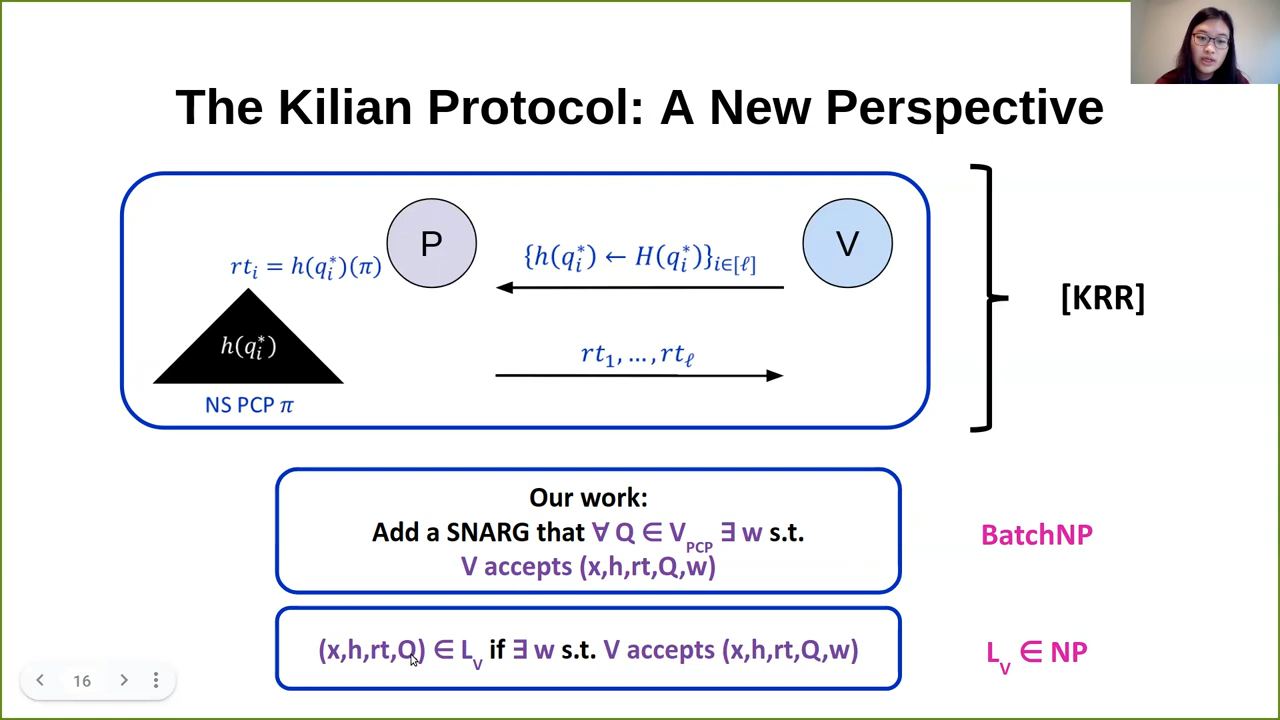 The Kilian Protocol: A New Perspective
P
V
{h(q_i^*) ← H(q_i^*)}_{i∈[ℓ]}
rt_i = h(q_i^*)(π)
[KRR]
h(q_i^*)
rt_1, … , rt_ℓ
NS PCP π
Our work:
Add a SNARG that ∀ Q ∈ V_PCP ∃ w s.t.
V accepts (x,h,rt,Q,w)
BatchNP
(x,h,rt,Q) ∈ L_V if ∃ w s.t. V accepts (x,h,rt,Q,w)
L_V ∈ NP
16